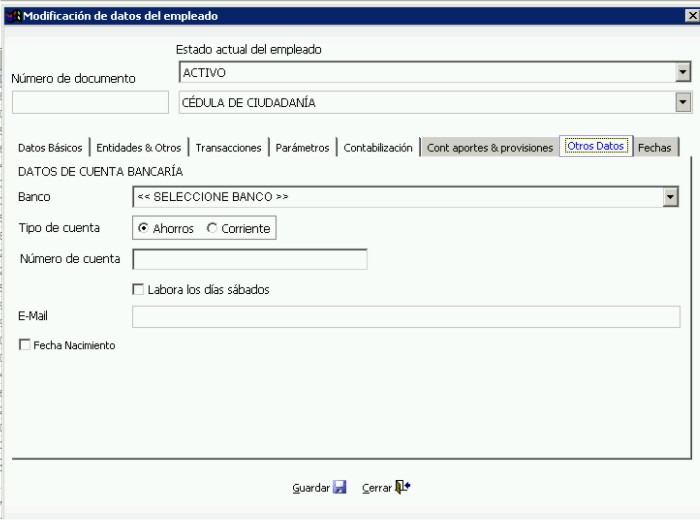 Modificación de datos del empleado
Estado actual del empleado
Número de documento
ACTIVO
CÉDULA DE CIUDADANÍA
Datos Básicos Entidades & Otros Transacciones Parámetros Contabilización Cont aportes & provisiones Otros Datos Fechas
DATOS DE CUENTA BANCARÍA
Banco << SELECCIONE BANCO >>
Tipo de cuenta Ahorros Corriente
Número de cuenta
Labora los días sábados
E-Mail
Fecha Nacimiento
Guardar Cerrar